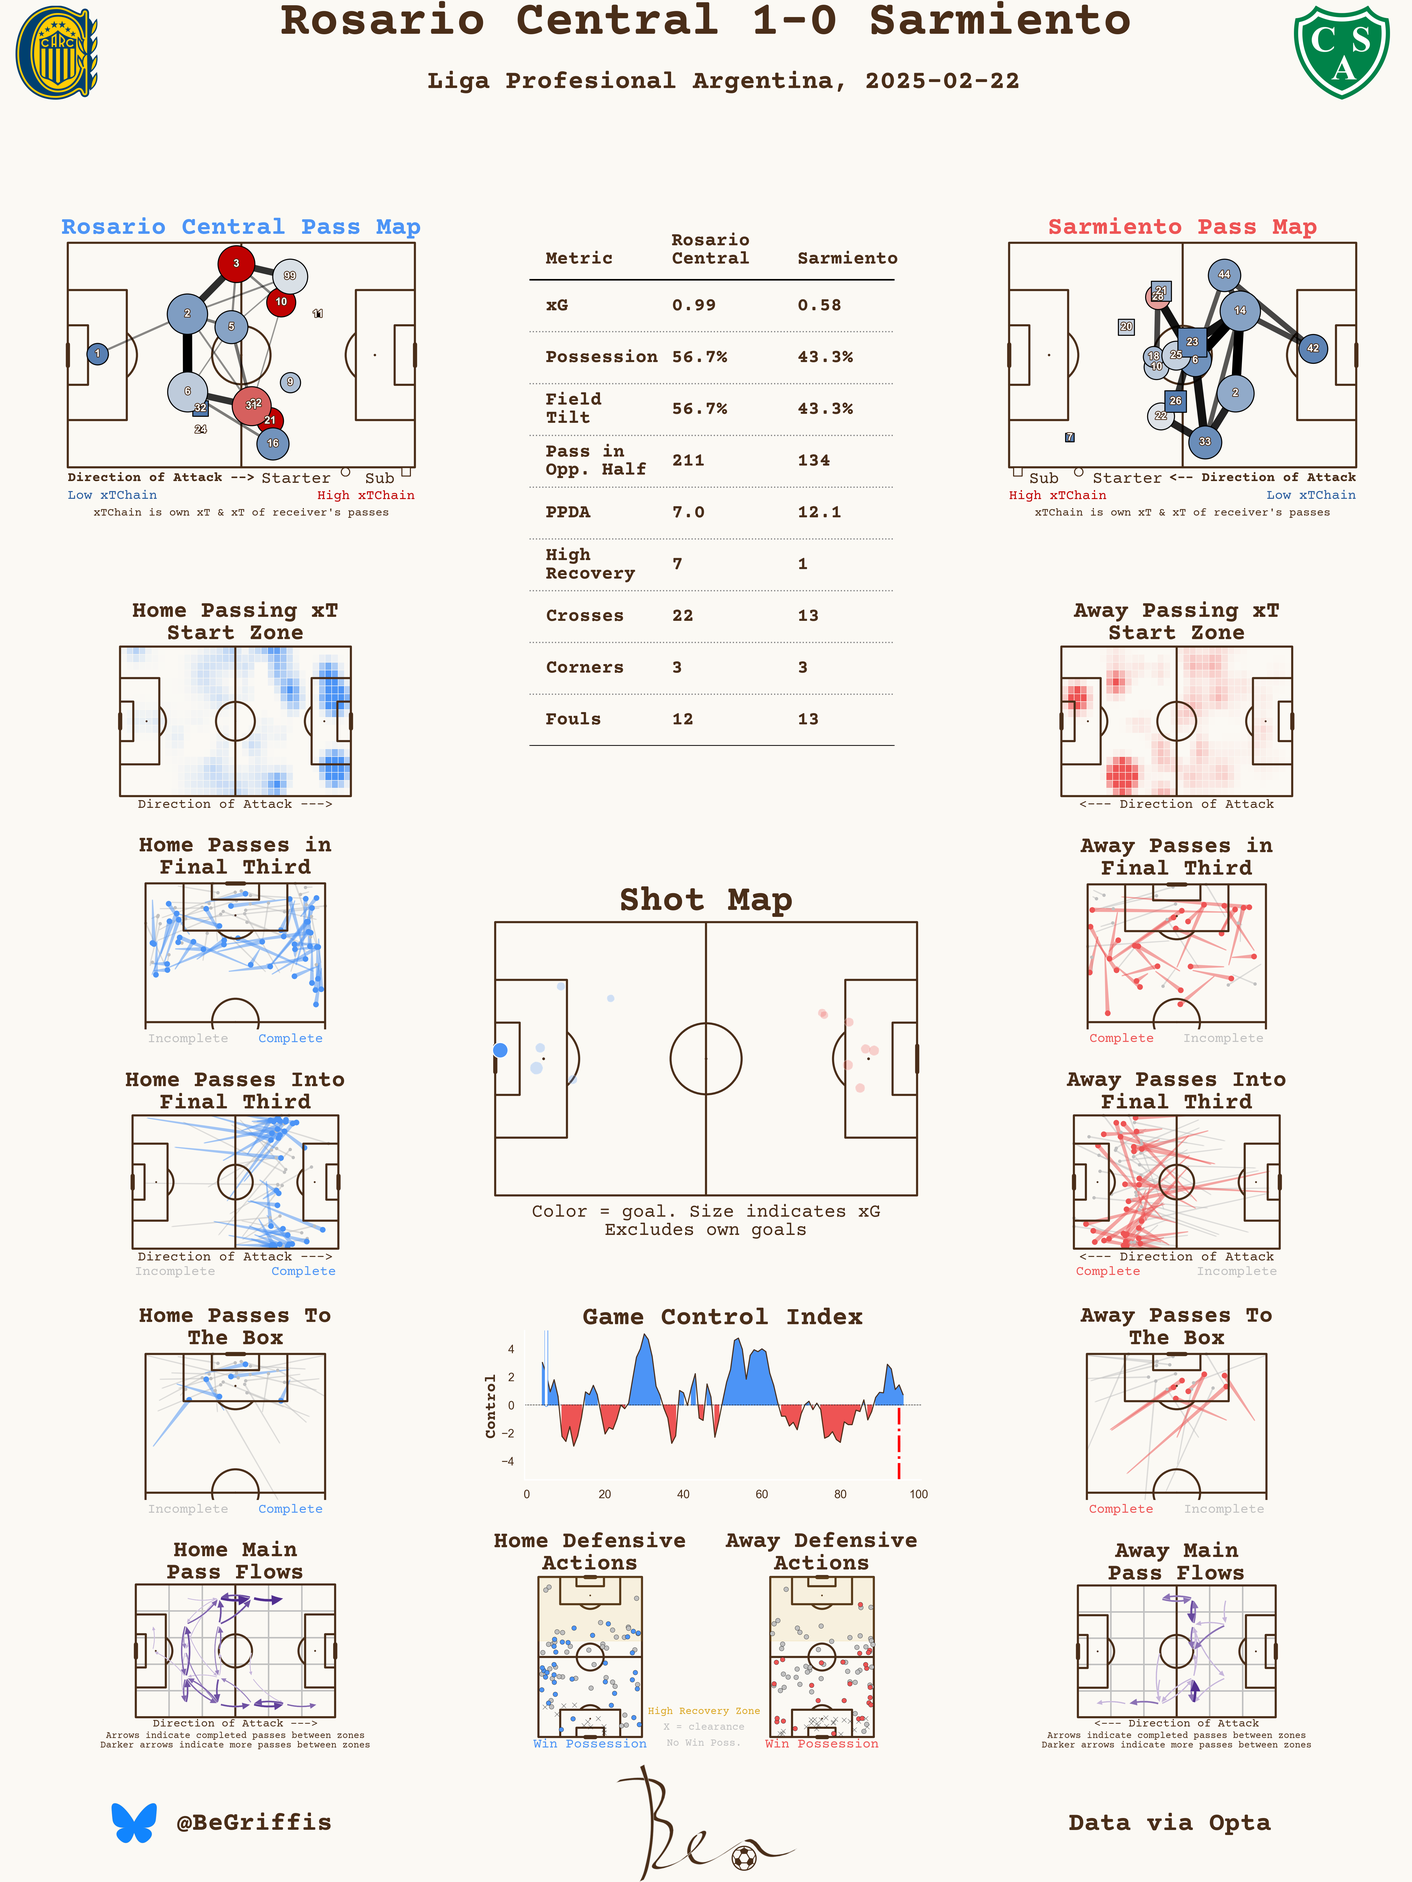 Rosario Central 1-0 Sarmiento
Liga Profesional Argentina, 2025-02-22
CARC
CSA
Rosario Central Pass Map
3
99
10
2
5
11
1
9
6
32
31
24
21
16
Direction of Attack --> Starter Sub
Low xTChain High xTChain
xTChain is own xT & xT of receiver's passes
Metric Rosario Central Sarmiento
xG 0.99 0.58
Possession 56.7% 43.3%
Field Tilt 56.7% 43.3%
Pass in Opp. Half 211 134
PPDA 7.0 12.1
High Recovery 7 1
Crosses 22 13
Corners 3 3
Fouls 12 13
Sarmiento Pass Map
44
21
28
14
20
23
42
18
25
6
10
2
26
22
33
7
Sub Starter <-- Direction of Attack
High xTChain Low xTChain
xTChain is own xT & xT of receiver's passes
Home Passing xT
Start Zone
Direction of Attack --->
Away Passing xT
Start Zone
<--- Direction of Attack
Home Passes in
Final Third
Incomplete Complete
Away Passes in
Final Third
Complete Incomplete
Shot Map
Color = goal. Size indicates xG
Excludes own goals
Home Passes Into
Final Third
Direction of Attack --->
Incomplete Complete
Away Passes Into
Final Third
<--- Direction of Attack
Complete Incomplete
Home Passes To
The Box
Incomplete Complete
Game Control Index
Control
4
2
0
−2
−4
0 20 40 60 80 100
Away Passes To
The Box
Complete Incomplete
Home Main
Pass Flows
Direction of Attack --->
Arrows indicate completed passes between zones
Darker arrows indicate more passes between zones
Home Defensive
Actions
Win Possession
High Recovery Zone
X = clearance
No Win Poss.
Away Defensive
Actions
Win Possession
Away Main
Pass Flows
<--- Direction of Attack
Arrows indicate completed passes between zones
Darker arrows indicate more passes between zones
@BeGriffis
Ben
Data via Opta